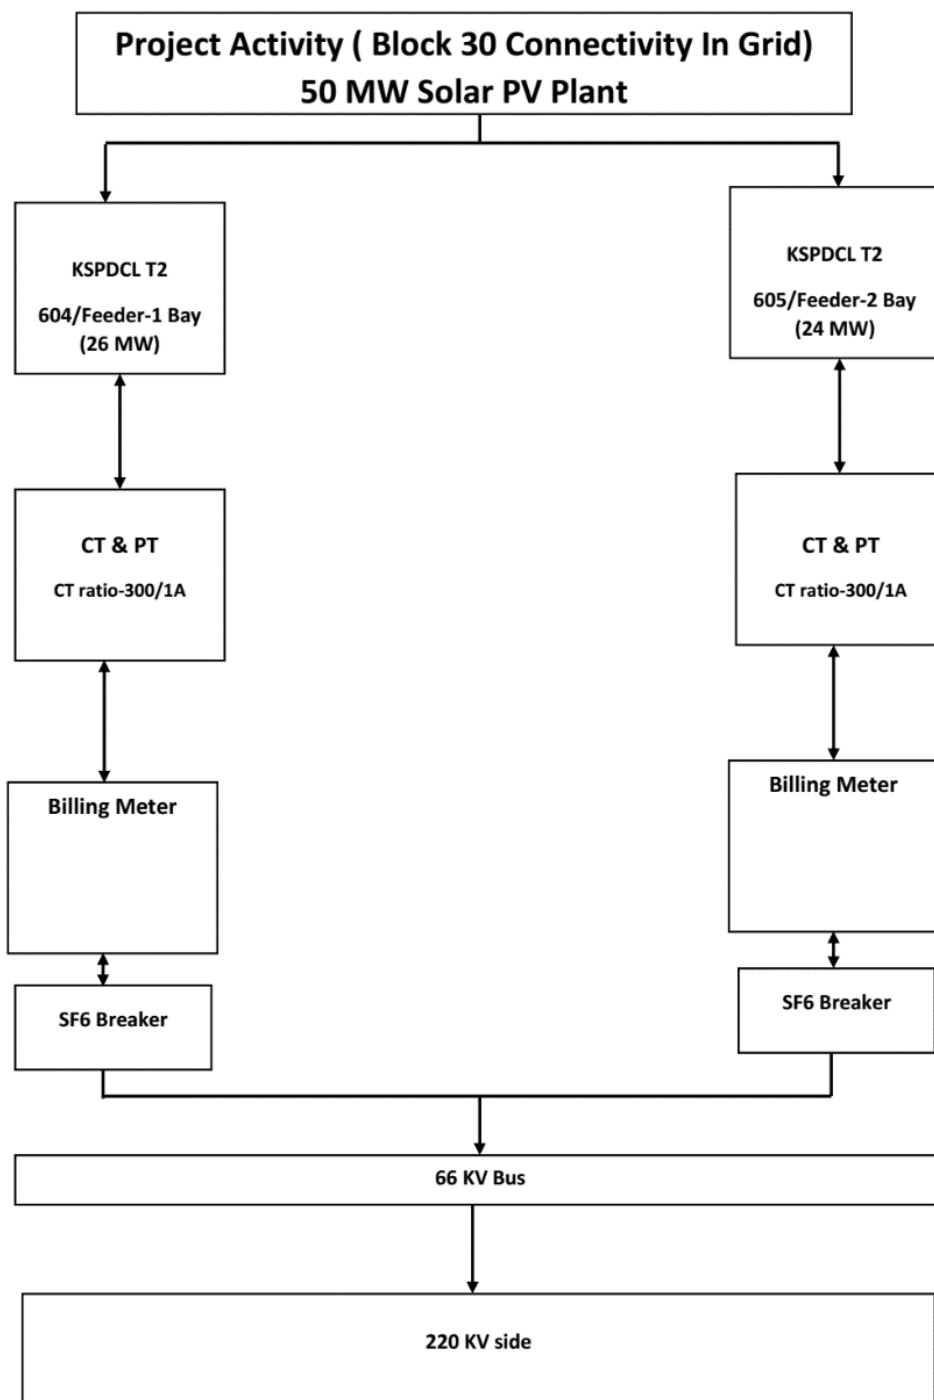 Project Activity ( Block 30 Connectivity In Grid)
50 MW Solar PV Plant
KSPDCL T2
604/Feeder-1 Bay
(26 MW)
KSPDCL T2
605/Feeder-2 Bay
(24 MW)
CT & PT
CT ratio-300/1A
CT & PT
CT ratio-300/1A
Billing Meter
Billing Meter
SF6 Breaker
SF6 Breaker
66 KV Bus
220 KV side